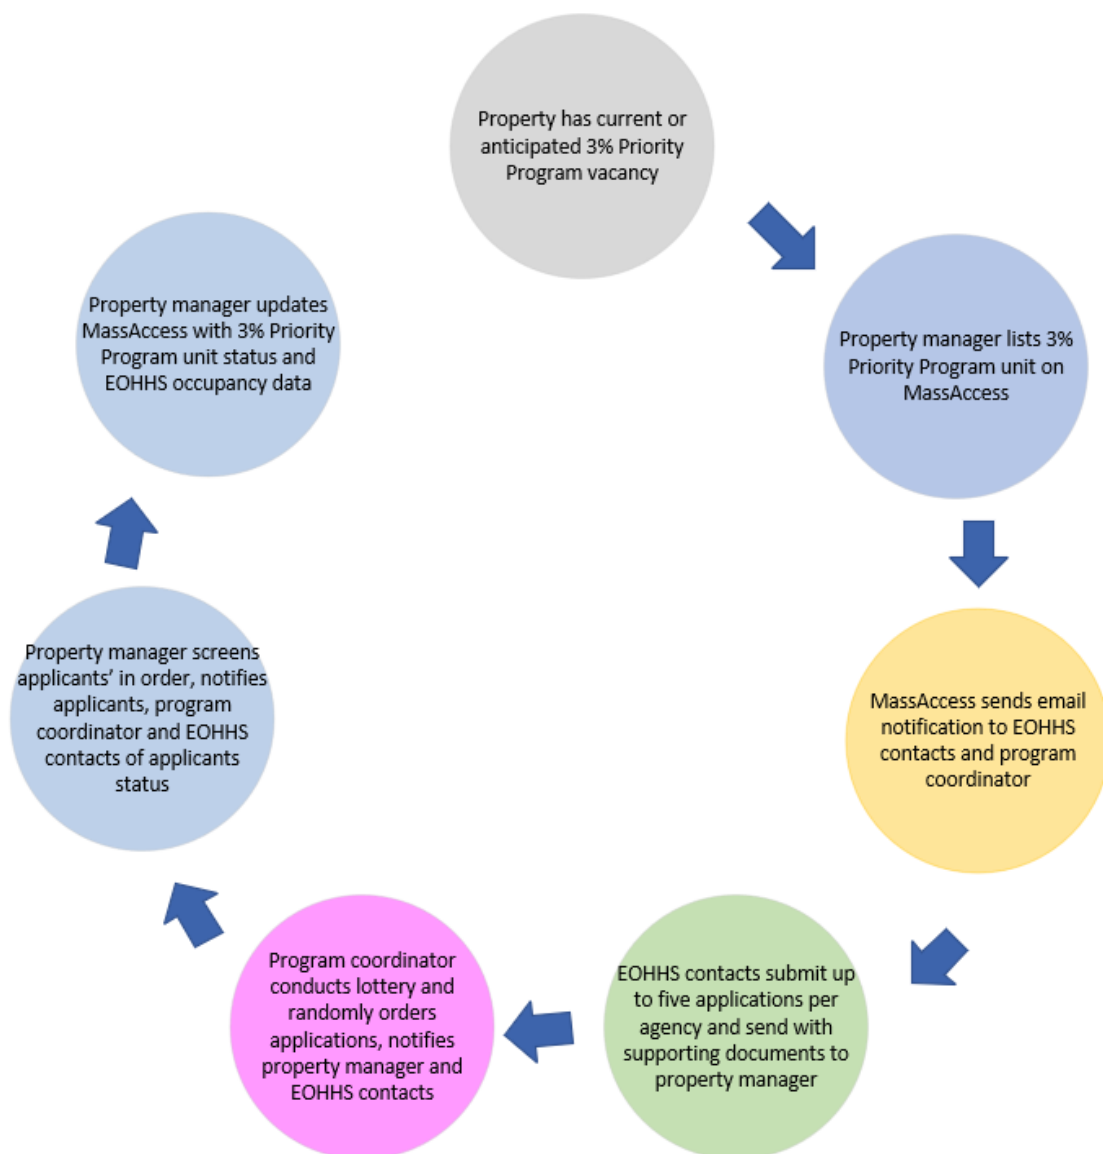 Property has current or
anticipated 3% Priority
Program vacancy
Property manager lists 3%
Priority Program unit on
MassAccess
MassAccess sends email
notification to EOHHS
contacts and program
coordinator
EOHHS contacts submit up
to five applications per
agency and send with
supporting documents to
property manager
Program coordinator
conducts lottery and
randomly orders
applications, notifies
property manager and
EOHHS contacts
Property manager screens
applicants’ in order, notifies
applicants, program
coordinator and EOHHS
contacts of applicants
status
Property manager updates
MassAccess with 3% Priority
Program unit status and
EOHHS occupancy data